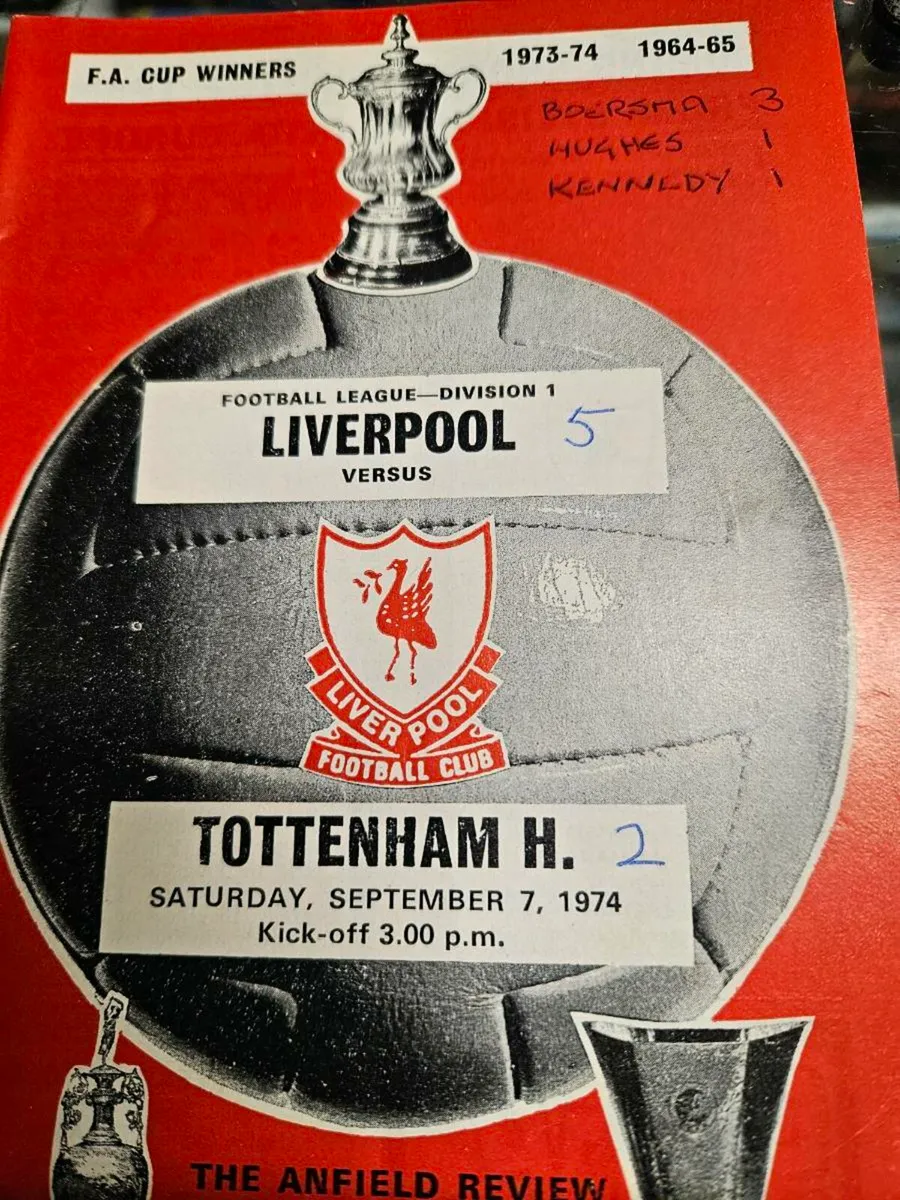 F.A. CUP WINNERS 1973-74 1964-65
BOERSMA 3
HUGHES 1
KENNEDY 1
FOOTBALL LEAGUE—DIVISION 1
LIVERPOOL 5
VERSUS
LIVERPOOL
FOOTBALL CLUB
TOTTENHAM H. 2
SATURDAY, SEPTEMBER 7, 1974
Kick-off 3.00 p.m.
THE ANFIELD REVIEW